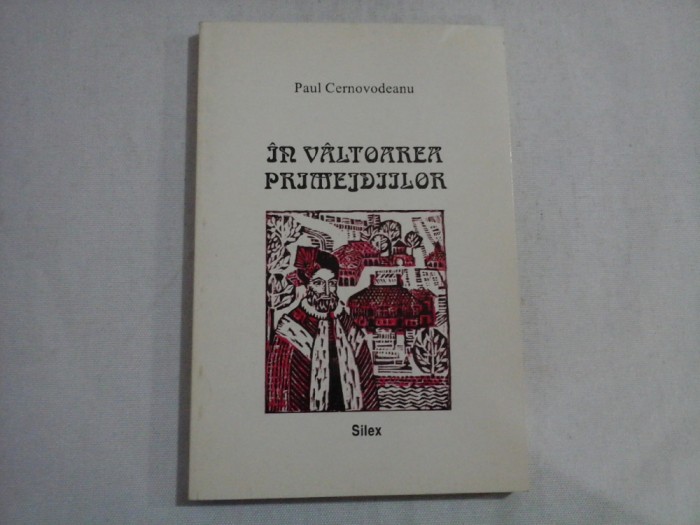 Paul Cernovodeanu
ÎN VÂLTOAREA
PRIMEJDIILOR
Silex